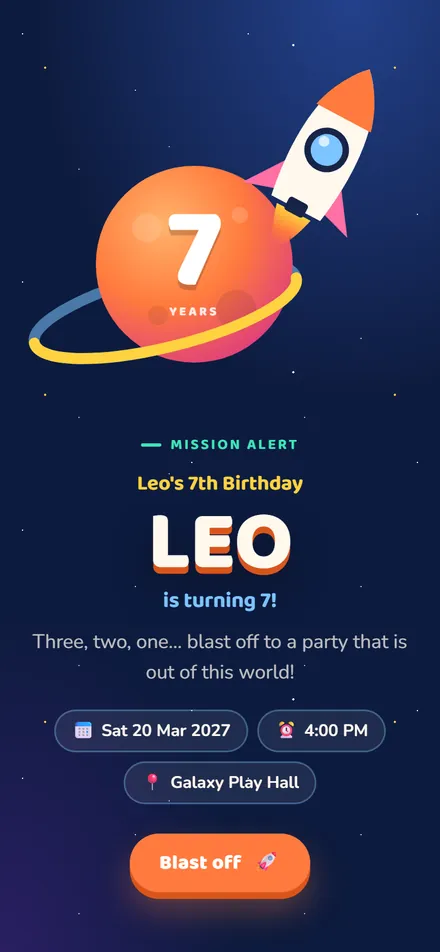 7
YEARS
MISSION ALERT
Leo's 7th Birthday
LEO
is turning 7!
Three, two, one... blast off to a party that is
out of this world!
Sat 20 Mar 2027
4:00 PM
Galaxy Play Hall
Blast off